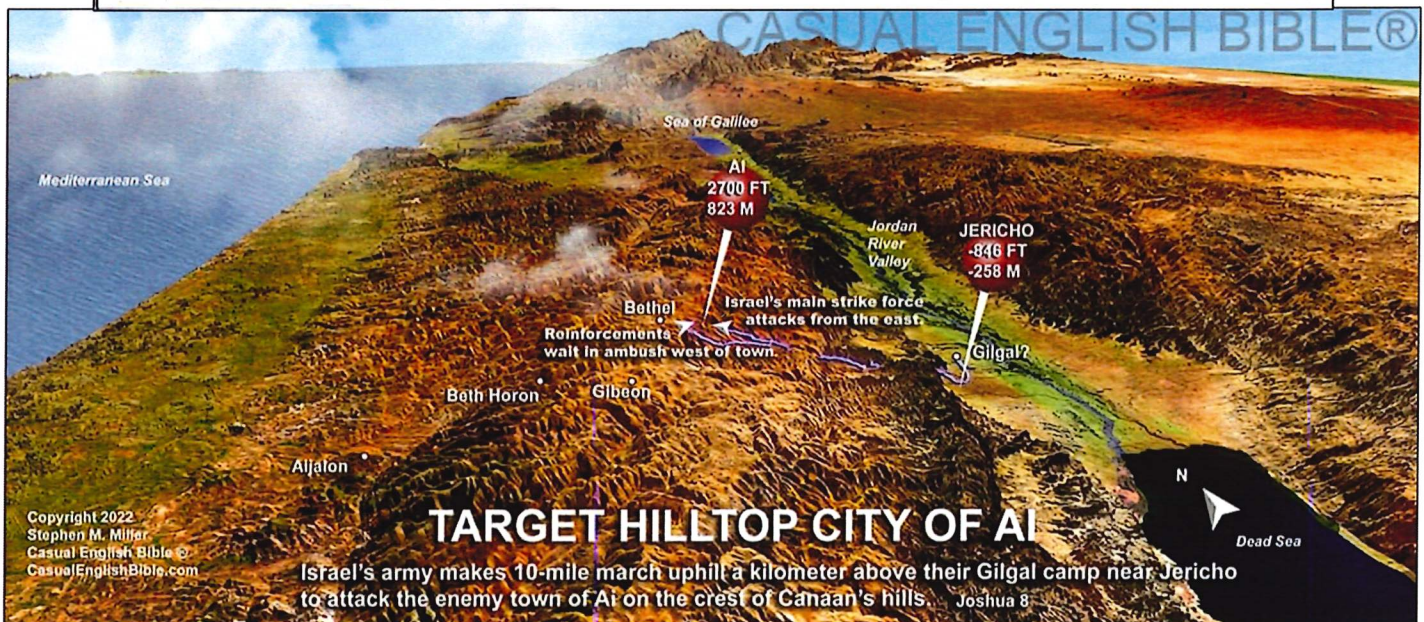 CASUAL ENGLISH BIBLE®
Sea of Galilee
Mediterranean Sea
AI
2700 FT
823 M
Jordan
River
Valley
JERICHO
-846 FT
-258 M
Bethel
Israel's main strike force
attacks from the east.
Reinforcements
wait in ambush west of town.
Gilgal?
Beth Horon
Gibeon
Aijalon
N
Dead Sea
Copyright 2022
Stephen M. Miller
Casual English Bible ®
CasualEnglishBible.com
TARGET HILLTOP CITY OF AI
Israel's army makes 10-mile march uphill a kilometer above their Gilgal camp near Jericho
to attack the enemy town of Ai on the crest of Canaan's hills. Joshua 8